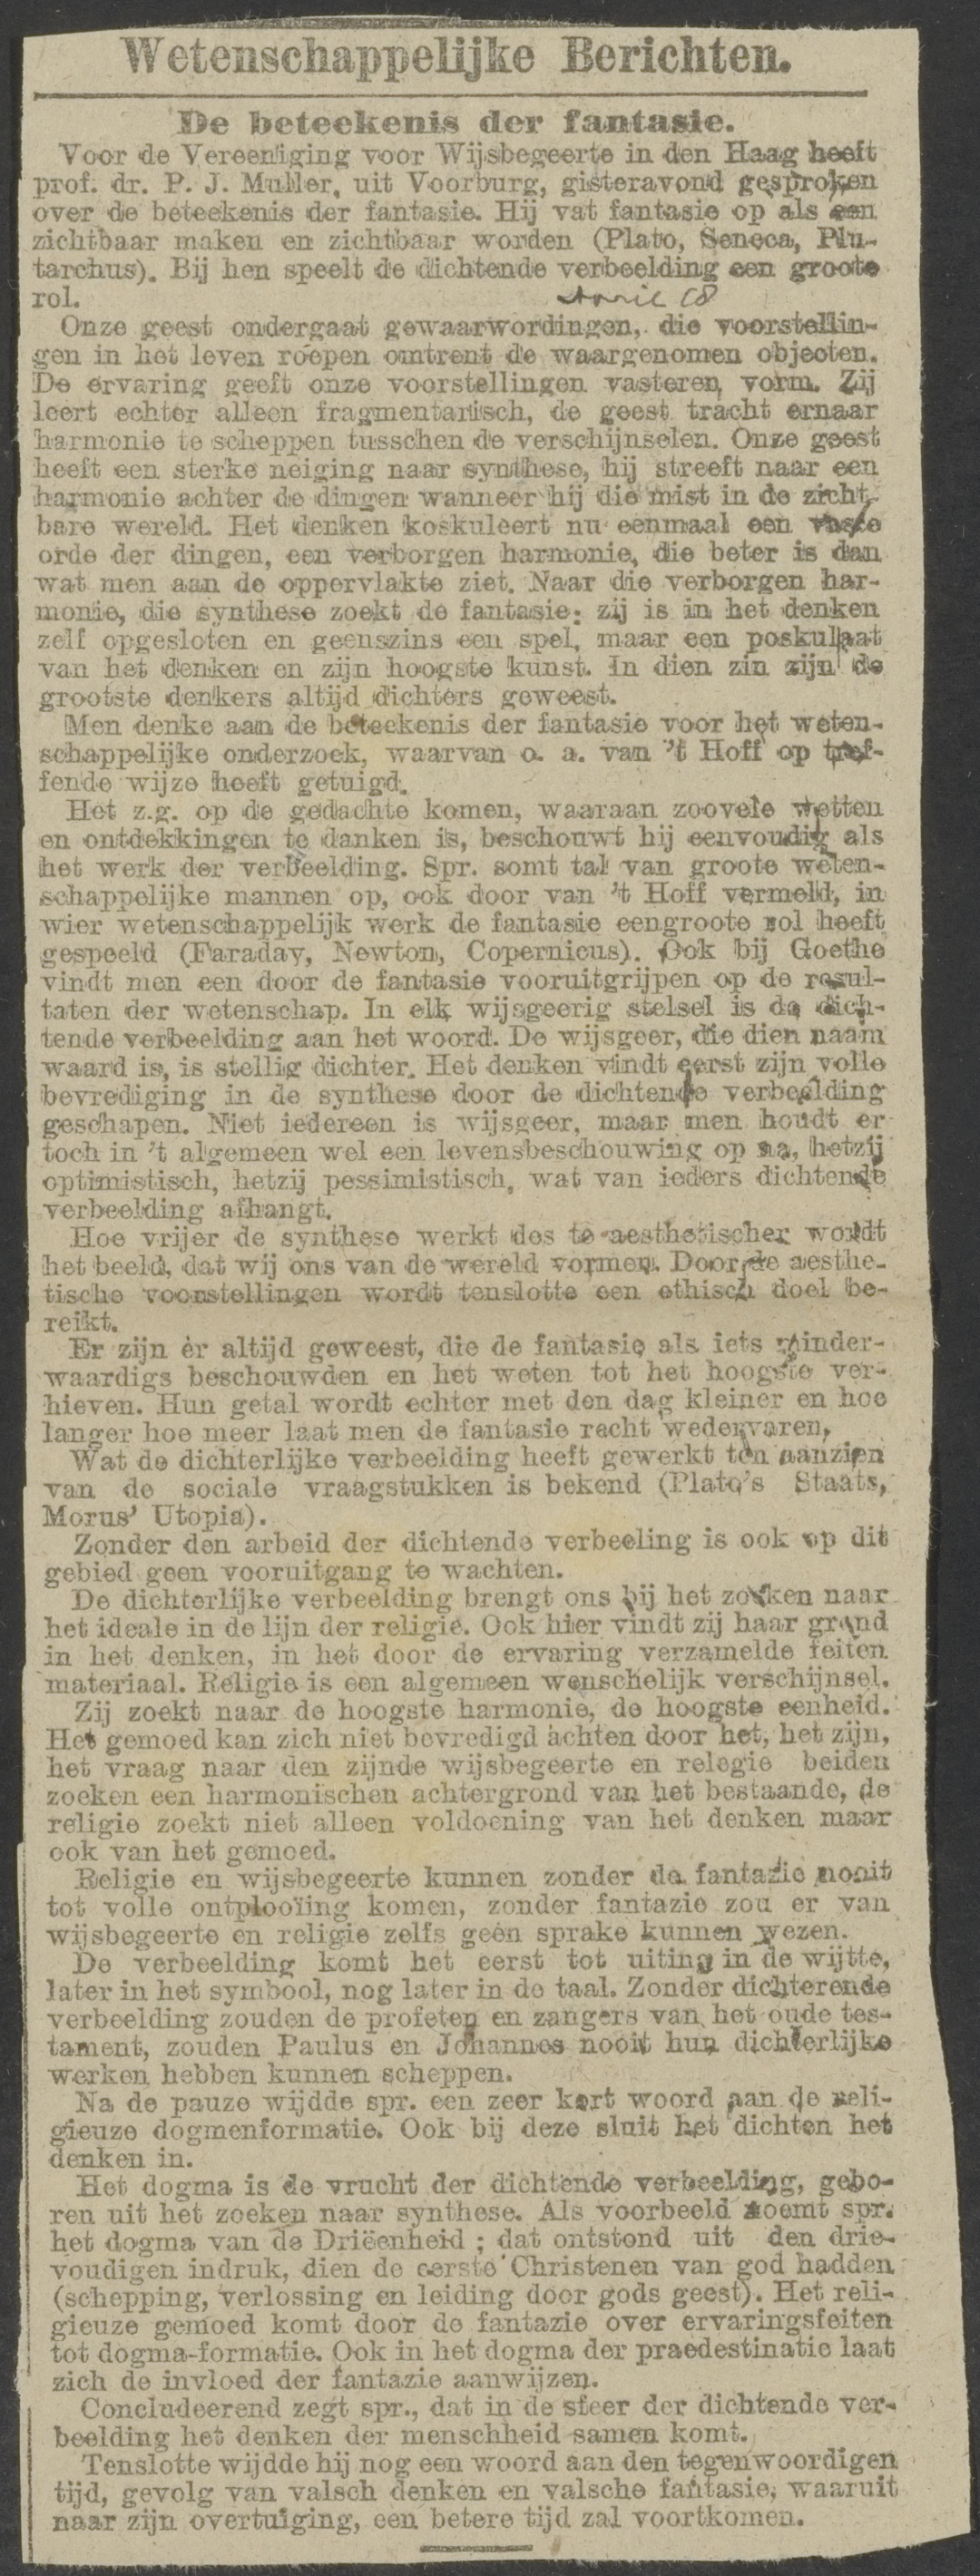 Wetenschappelijke Berichten.
De beteekenis der fantasie.
Voor de Vereeniging voor Wijsbegeerte in den Haag heeft
prof. dr. P. J. Muller, uit Voorburg, gisteravond gesproken
over de beteekenis der fantasie. Hij vat fantasie op als een
zichtbaar maken en zichtbaar worden (Plato, Seneca, Plu-
tarchus). Bij hen speelt de dichtende verbeelding een groote
rol.
April 18
Onze geest ondergaat gewaarwordingen, die voorstellin-
gen in het leven roepen omtrent de waargenomen objecten.
De ervaring geeft onze voorstellingen vasteren vorm. Zij
leert echter alleen fragmentarisch, de geest tracht ernaar
harmonie te scheppen tusschen de verschijnselen. Onze geest
heeft een sterke neiging naar synthese, hij streeft naar een
harmonie achter de dingen wanneer hij die mist in de zicht-
bare wereld. Het denken koskuleert nu eenmaal een vaste
orde der dingen, een verborgen harmonie, die beter is dan
wat men aan de oppervlakte ziet. Naar die verborgen har-
monie, die synthese zoekt de fantasie: zij is in het denken
zelf opgesloten en geenszins een spel, maar een poskulaat
van het denken en zijn hoogste kunst. In dien zin zijn de
grootste denkers altijd dichters geweest.
Men denke aan de beteekenis der fantasie voor het weten-
schappelijke onderzoek, waarvan o. a. van 't Hoff op tref-
fende wijze heeft getuigd.
Het z.g. op de gedachte komen, waaraan zoovele wetten
en ontdekkingen te danken is, beschouwt hij eenvoudig als
het werk der verbeelding. Spr. somt tal van groote weten-
schappelijke mannen op, ook door van 't Hoff vermeld, in
wier wetenschappelijk werk de fantasie eengroote rol heeft
gespeeld (Faraday, Newton, Copernicus). Ook bij Goethe
vindt men een door de fantasie vooruitgrijpen op de resul-
taten der wetenschap. In elk wijsgeerig stelsel is de dich-
tende verbeelding aan het woord. De wijsgeer, die dien naam
waard is, is stellig dichter. Het denken vindt eerst zijn volle
bevrediging in de synthese door de dichtende verbeelding
geschapen. Niet iedereen is wijsgeer, maar men houdt er
toch in 't algemeen wel een levensbeschouwing op na, hetzij
optimistisch, hetzij pessimistisch, wat van ieders dichtende
verbeelding afhangt.
Hoe vrijer de synthese werkt des te aesthetischer wordt
het beeld, dat wij ons van de wereld vormen. Door de aesthe-
tische voorstellingen wordt tenslotte een ethisch doel be-
reikt.
Er zijn er altijd geweest, die de fantasie als iets minder-
waardigs beschouwden en het weten tot het hoogste ver-
hieven. Hun getal wordt echter met den dag kleiner en hoe
langer hoe meer laat men de fantasie recht wedervaren.
Wat de dichterlijke verbeelding heeft gewerkt ten aanzien
van de sociale vraagstukken is bekend (Plato's Staats,
Morus' Utopia).
Zonder den arbeid der dichtende verbeeling is ook op dit
gebied geen vooruitgang te wachten.
De dichterlijke verbeelding brengt ons bij het zoeken naar
het ideale in de lijn der religie. Ook hier vindt zij haar grond
in het denken, in het door de ervaring verzamelde feiten
materiaal. Religie is een algemeen wenschelijk verschijnsel.
Zij zoekt naar de hoogste harmonie, de hoogste eenheid.
Het gemoed kan zich niet bevredigd achten door het, het zijn,
het vraag naar den zijnde wijsbegeerte en relegie beiden
zoeken een harmonischen achtergrond van het bestaande, de
religie zoekt niet alleen voldoening van het denken maar
ook van het gemoed.
Religie en wijsbegeerte kunnen zonder de fantazie nooit
tot volle ontplooiing komen, zonder fantazie zou er van
wijsbegeerte en religie zelfs geen sprake kunnen wezen.
De verbeelding komt het eerst tot uiting in de wijtte,
later in het symbool, nog later in de taal. Zonder dichterende
verbeelding zouden de profeten en zangers van het oude tes-
tament, zouden Paulus en Johannes nooit hun dichterlijke
werken hebben kunnen scheppen.
Na de pauze wijdde spr. een zeer kort woord aan de reli-
gieuze dogmenformatie. Ook bij deze sluit het dichten het
denken in.
Het dogma is de vrucht der dichtende verbeelding, gebo-
ren uit het zoeken naar synthese. Als voorbeeld noemt spr.
het dogma van de Drieënheid ; dat ontstond uit den drie-
voudigen indruk, dien de eerste Christenen van god hadden
(schepping, verlossing en leiding door gods geest). Het reli-
gieuze gemoed komt door de fantazie over ervaringsfeiten
tot dogma-formatie. Ook in het dogma der praedestinatie laat
zich de invloed der fantazie aanwijzen.
Concludeerend zegt spr., dat in de sfeer der dichtende ver-
beelding het denken der menschheid samen komt.
Tenslotte wijdde hij nog een woord aan den tegenwoordigen
tijd, gevolg van valsch denken en valsche fantasie, waaruit
naar zijn overtuiging, een betere tijd zal voortkomen.